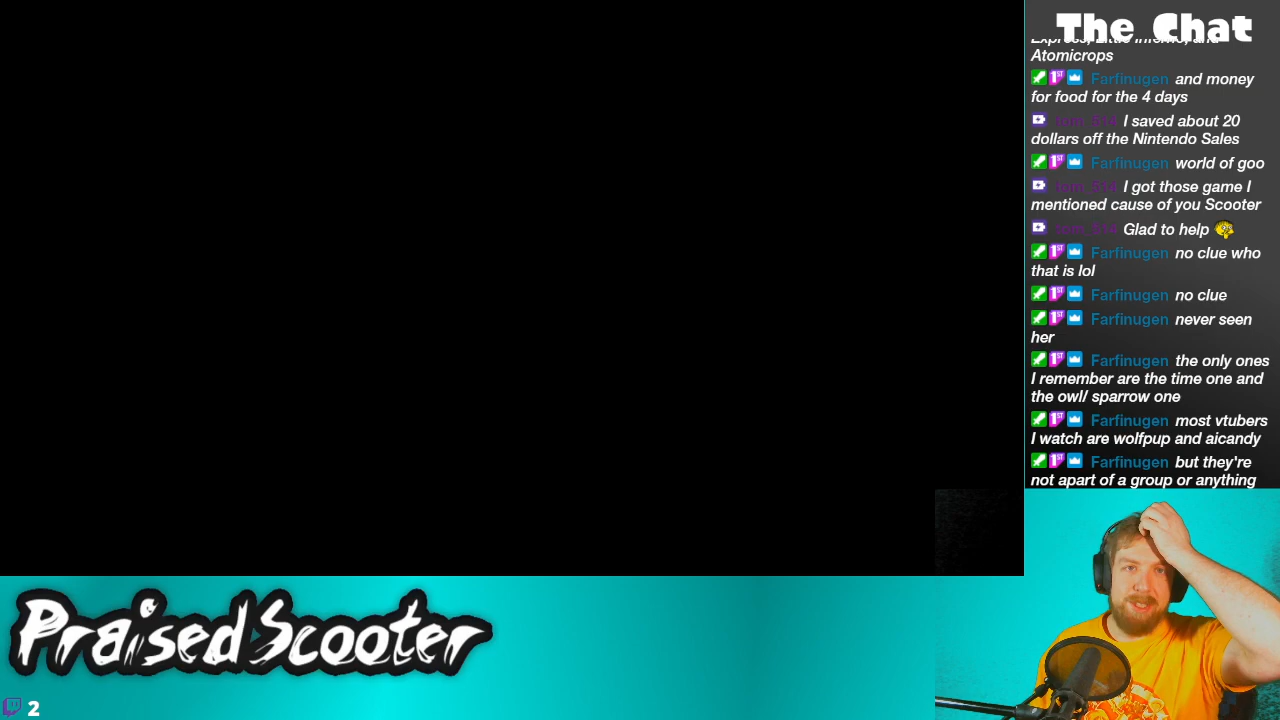 The Chat
Atomicrops
Farfinugen and money
for food for the 4 days
tom_514 I saved about 20
dollars off the Nintendo Sales
Farfinugen world of goo
tom_514 I got those game I
mentioned cause of you Scooter
tom_514 Glad to help
Farfinugen no clue who
that is lol
Farfinugen no clue
Farfinugen never seen
her
Farfinugen the only ones
I remember are the time one and
the owl/ sparrow one
Farfinugen most vtubers
I watch are wolfpup and aicandy
Farfinugen but they're
not apart of a group or anything
PraisedScooter
2